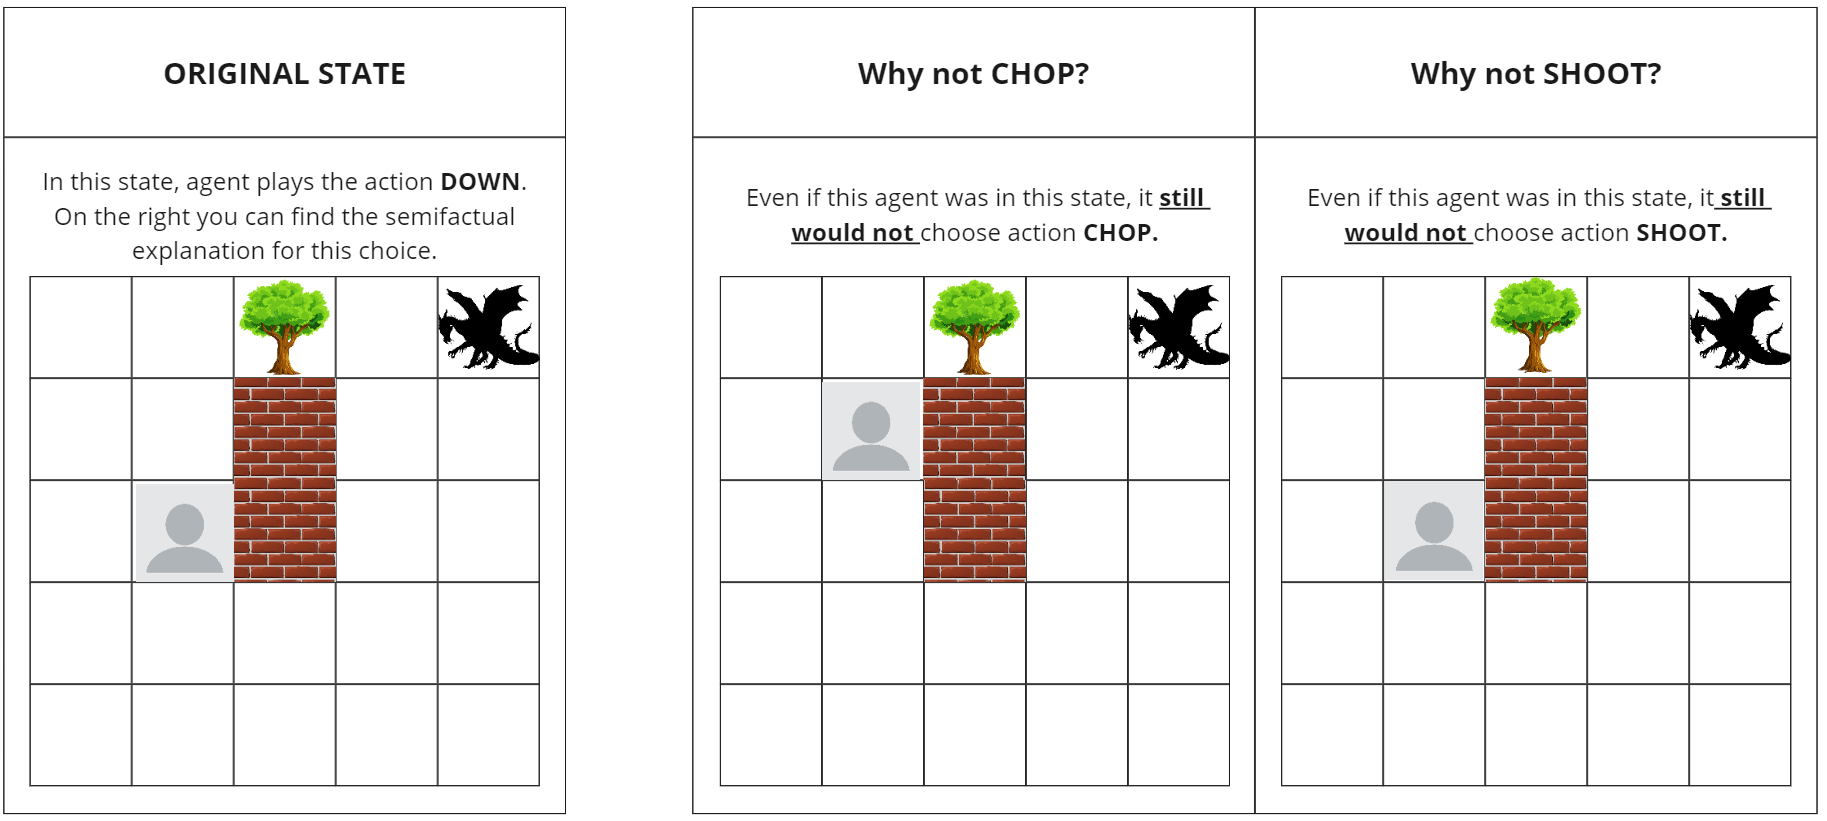 ORIGINAL STATE
In this state, agent plays the action DOWN.
On the right you can find the semifactual
explanation for this choice.
Why not CHOP?
Even if this agent was in this state, it still
would not choose action CHOP.
Why not SHOOT?
Even if this agent was in this state, it still
would not choose action SHOOT.